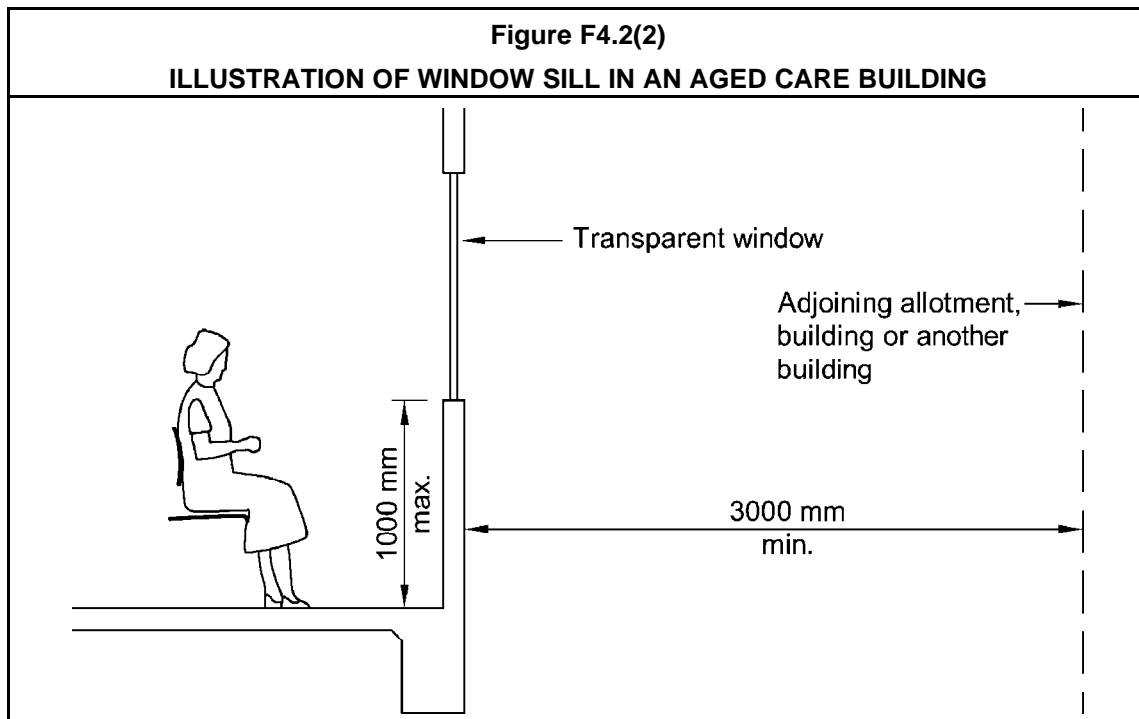 Figure F4.2(2)
ILLUSTRATION OF WINDOW SILL IN AN AGED CARE BUILDING
Transparent window
Adjoining allotment,
building or another
building
1000 mm
max.
3000 mm
min.